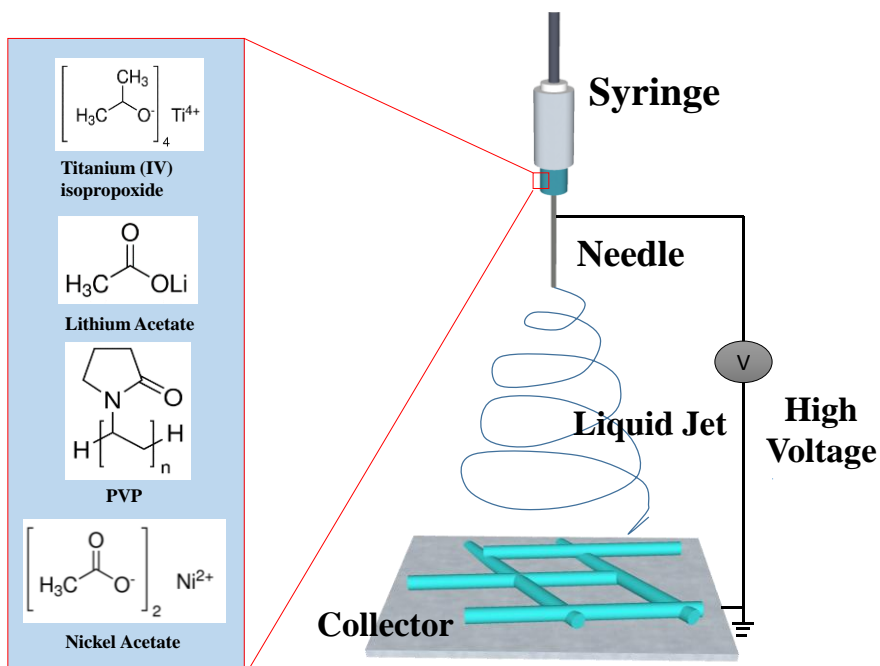 CH₃
H₃C
O⁻
4
Ti⁴⁺
Titanium (IV)
isopropoxide
O
H₃C
OLi
Lithium Acetate
N
O
H
H
n
PVP
O
H₃C
O⁻
2
Ni²⁺
Nickel Acetate
Syringe
Needle
V
Liquid Jet
High
Voltage
Collector